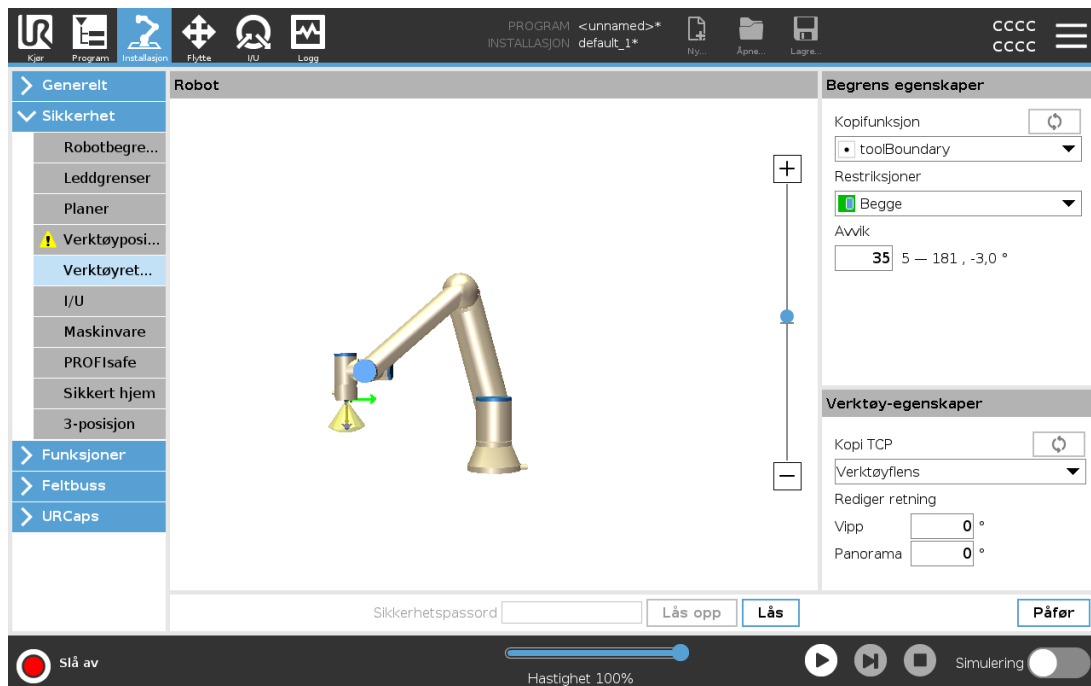 Kjør
Program
Installasjon
Flytte
I/U
Logg
PROGRAM <unnamed>*
INSTALLASJON default_1*
Ny...
Åpne...
Lagre...
CCCC
CCCC
Generelt
Sikkerhet
Robotbegre...
Leddgrenser
Planer
Verktøyposi...
Verktøyret...
I/U
Maskinvare
PROFIsafe
Sikkert hjem
3-posisjon
Funksjoner
Feltbuss
URCaps
Robot
Begrens egenskaper
Kopifunksjon
toolBoundary
Restriksjoner
Begge
Avvik
35 5 — 181 , -3,0 °
Verktøy-egenskaper
Kopi TCP
Verktøyflens
Rediger retning
Vipp 0 °
Panorama 0 °
Sikkerhetspassord Lås opp Lås Påfør
Slå av
Hastighet 100%
Simulering